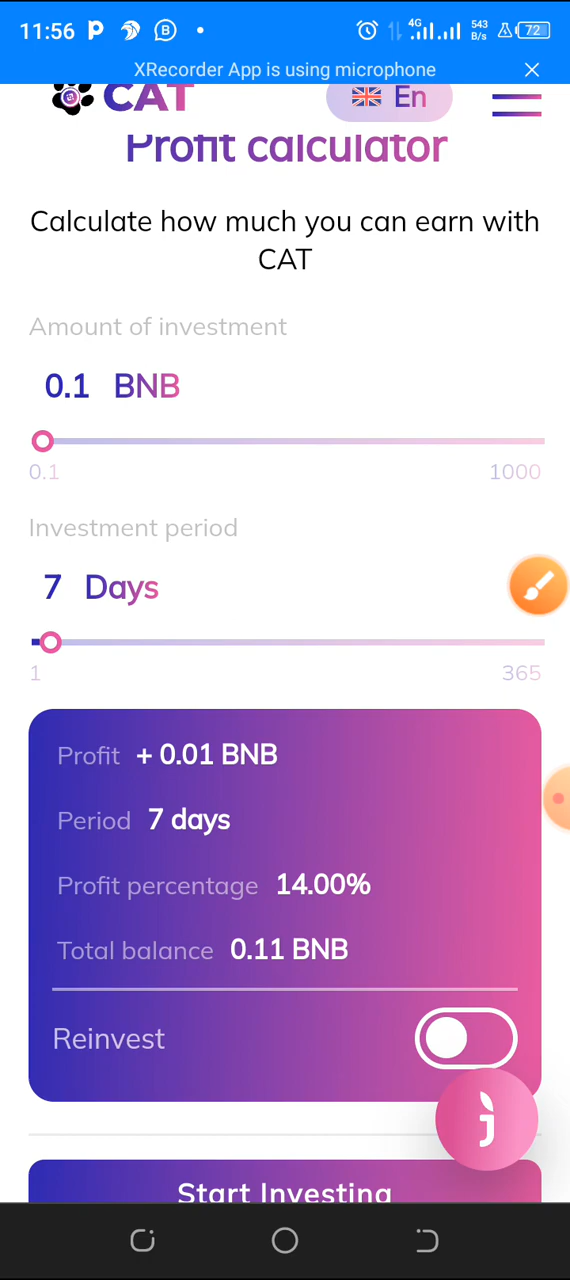 11:56
4G
543
B/s
72
XRecorder App is using microphone
CAT
En
Profit calculator
Calculate how much you can earn with
CAT
Amount of investment
0.1 BNB
0.1 1000
Investment period
7 Days
1 365
Profit + 0.01 BNB
Period 7 days
Profit percentage 14.00%
Total balance 0.11 BNB
Reinvest
Start Investing